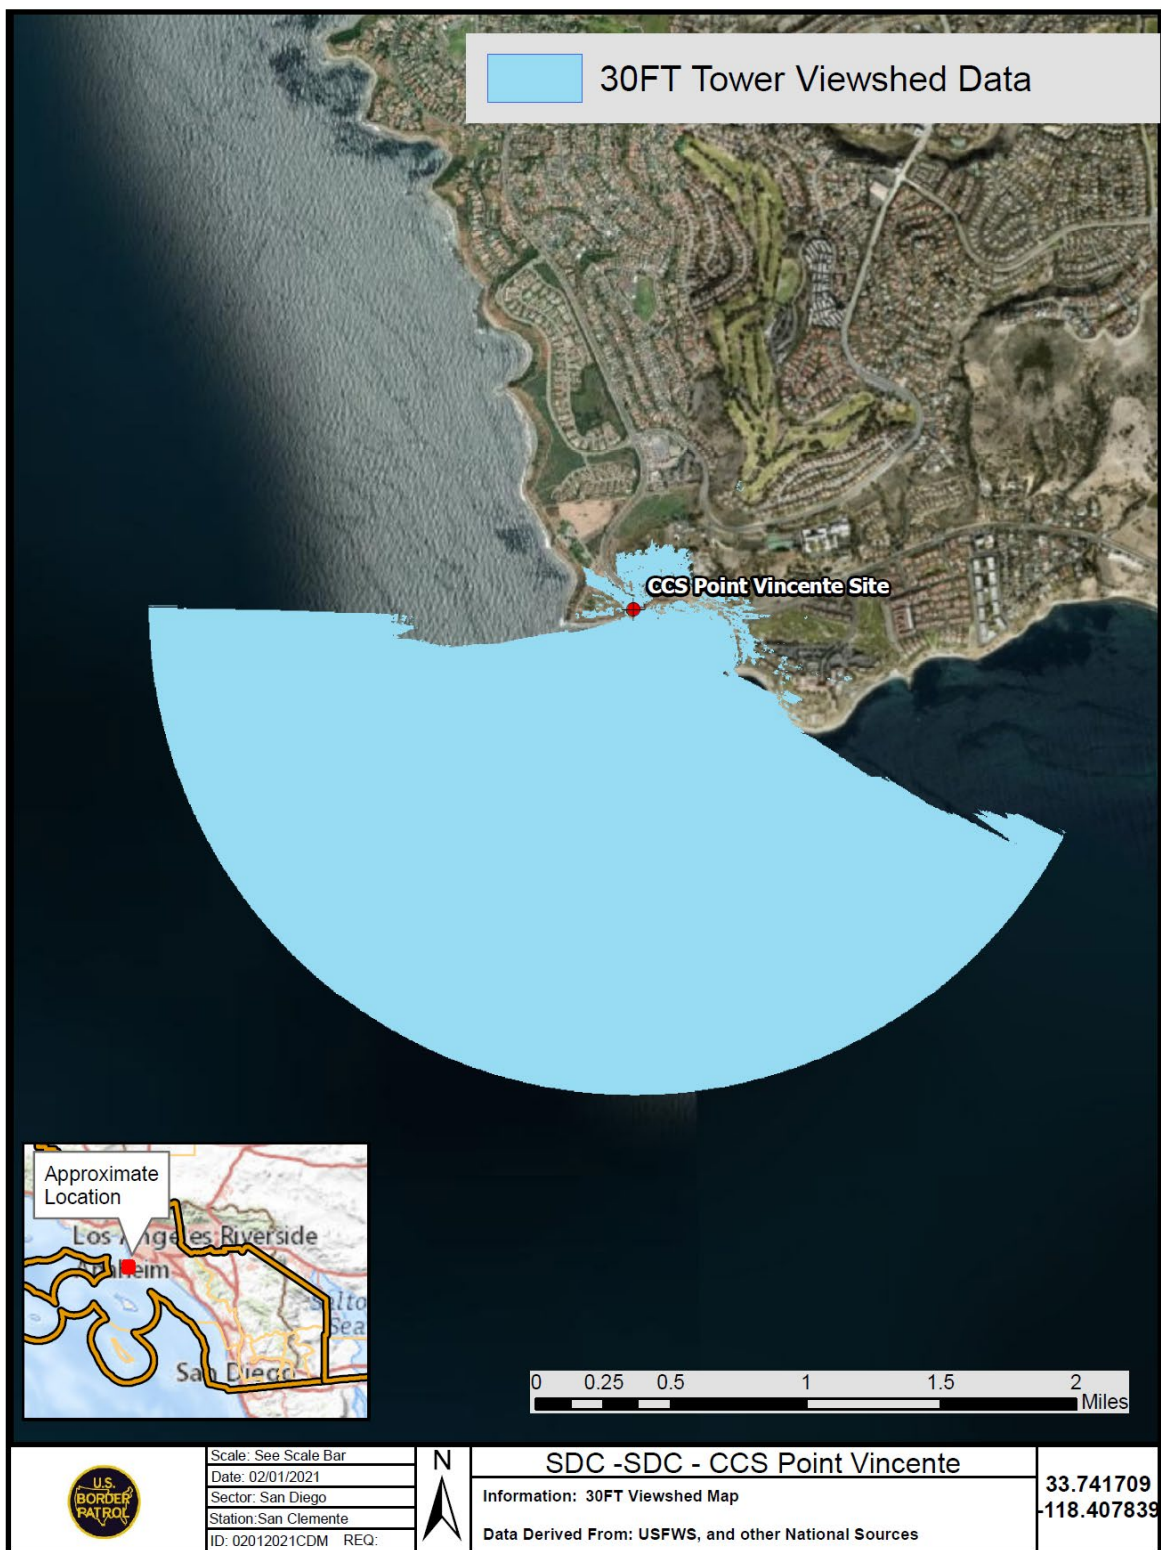 30FT Tower Viewshed Data
CCS Point Vincente Site
Approximate
Location
Los Angeles Riverside
Anaheim
Salto
Sea
San Diego
0 0.25 0.5 1 1.5 2
Miles
U.S.
BORDER
PATROL
Scale: See Scale Bar
Date: 02/01/2021
Sector: San Diego
Station:San Clemente
ID: 02012021CDM REQ:
N
SDC -SDC - CCS Point Vincente
Information: 30FT Viewshed Map
Data Derived From: USFWS, and other National Sources
33.741709
-118.407839